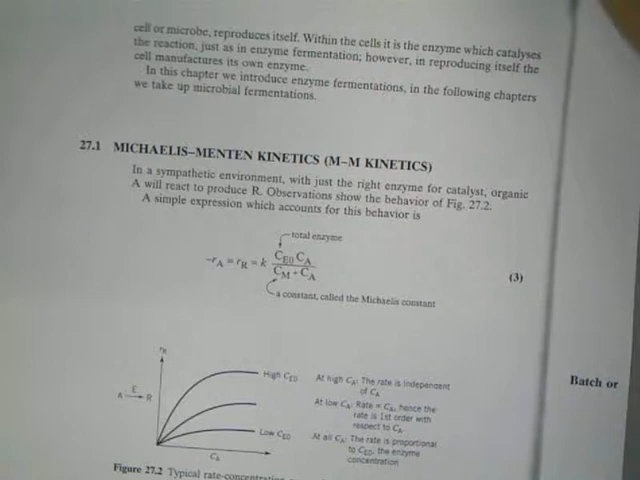 cell or microbe, reproduces itself. Within the cells it is the enzyme which catalyses
the reaction, just as in enzyme fermentation; however, in reproducing itself the
cell manufactures its own enzyme.
In this chapter we introduce enzyme fermentations, in the following chapters
we take up microbial fermentations.
27.1 MICHAELIS–MENTEN KINETICS (M–M KINETICS)
In a sympathetic environment, with just the right enzyme for catalyst, organic
A will react to produce R. Observations show the behavior of Fig. 27.2.
A simple expression which accounts for this behavior is
total enzyme
-r_A = r_R = k C_E0 C_A / (C_M + C_A) (3)
a constant, called the Michaelis constant
r_R
A E→ R
High C_E0
Low C_E0
C_A
At high C_A: The rate is independent
of C_A
At low C_A: Rate ∝ C_A, hence the
rate is 1st order with
respect to C_A
At all C_A: The rate is proportional
to C_E0, the enzyme
concentration
Batch or
Figure 27.2 Typical rate-concentration